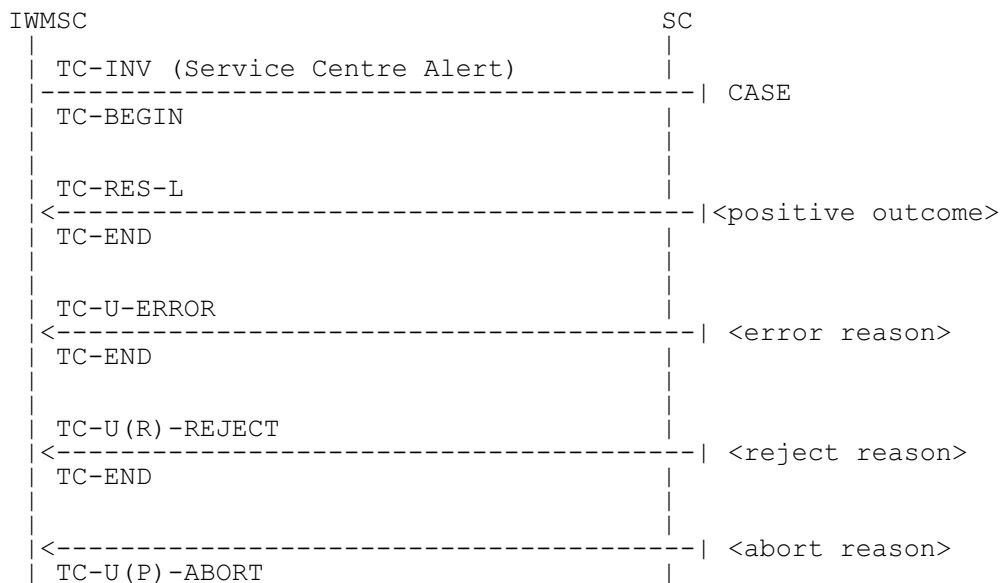 IWMSC SC
TC-INV (Service Centre Alert)
|---------------------------------------| CASE
TC-BEGIN
TC-RES-L
|<--------------------------------------|<positive outcome>
TC-END
TC-U-ERROR
|<--------------------------------------| <error reason>
TC-END
TC-U(R)-REJECT
|<--------------------------------------| <reject reason>
TC-END
|<--------------------------------------| <abort reason>
TC-U(P)-ABORT